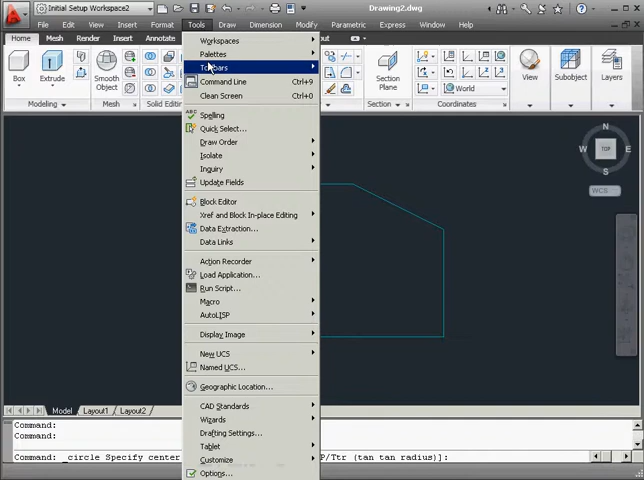 Initial Setup Workspace2
Drawing2.dwg
File Edit View Insert Format Tools Draw Dimension Modify Parametric Express Window
Home Mesh Render Insert Annotate
Box
Extrude
Smooth Object
Section Plane
Subobject
Layers
World
Modeling
Solid Editing
Workspaces
Palettes
Toolbars
Command Line Ctrl+9
Clean Screen Ctrl+0
Spelling
Quick Select...
Draw Order
Isolate
Inquiry
Update Fields
Block Editor
Xref and Block In-place Editing
Data Extraction...
Data Links
Action Recorder
Load Application...
Run Script...
Macro
AutoLISP
Display Image
New UCS
Named UCS...
Geographic Location...
CAD Standards
Wizards
Drafting Settings...
Tablet
Customize
Options...
N
W TOP E
S
WCS
Model Layout1 Layout2
Command:
Command:
Command: _circle Specify center P/Ttr (tan tan radius)]: